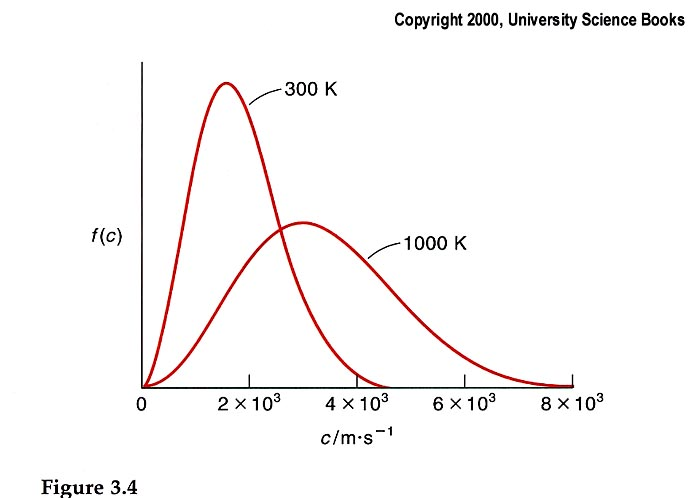 Copyright 2000, University Science Books
300 K
f(c)
1000 K
0 2 × 10³ 4 × 10³ 6 × 10³ 8 × 10³
c/m·s⁻¹
Figure 3.4